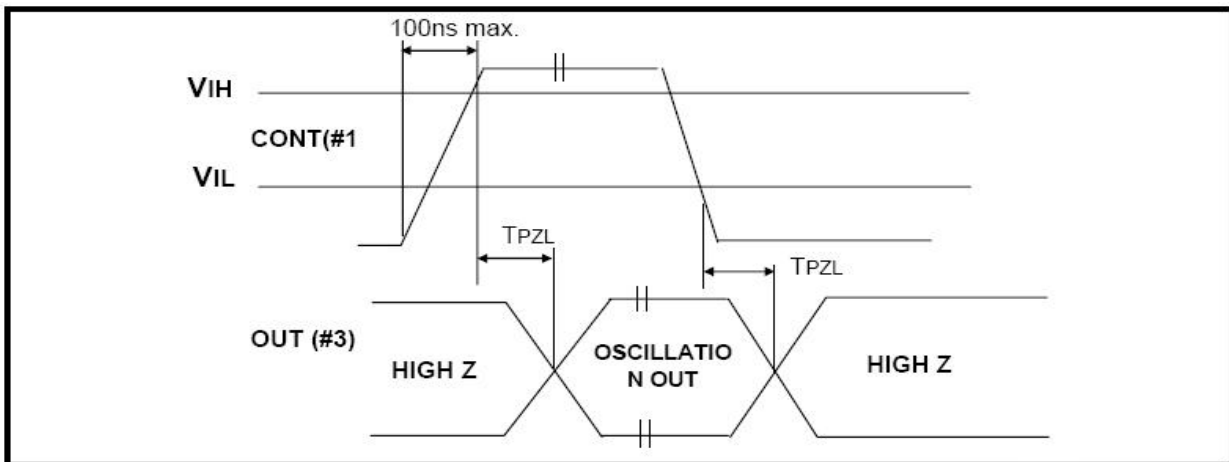 100ns max.
VIH
CONT(#1
VIL
TPZL
TPZL
OUT (#3)
HIGH Z
OSCILLATIO
N OUT
HIGH Z